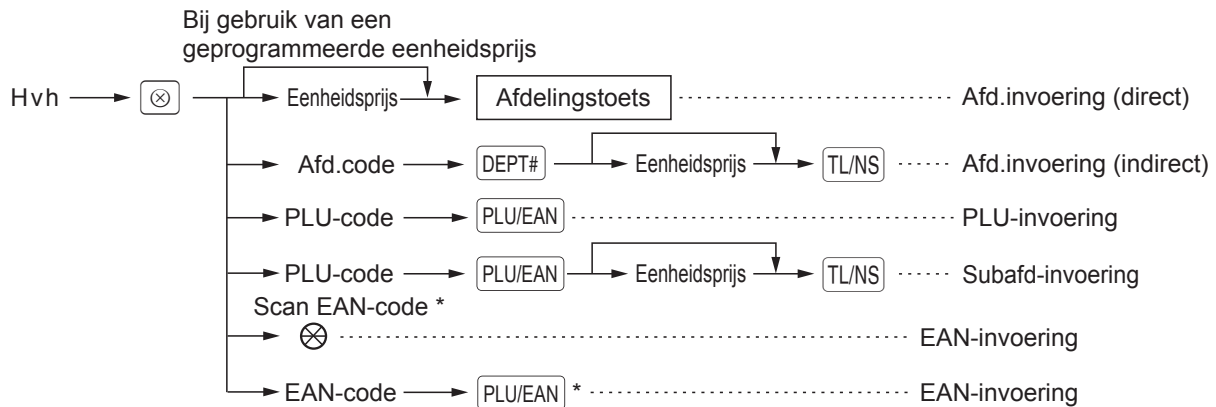 Bij gebruik van een
geprogrammeerde eenheidsprijs
Hvh ⊗ Eenheidsprijs Afdelingstoets Afd.invoering (direct)
Afd.code DEPT# Eenheidsprijs TL/NS Afd.invoering (indirect)
PLU-code PLU/EAN PLU-invoering
PLU-code PLU/EAN Eenheidsprijs TL/NS Subafd-invoering
Scan EAN-code *
EAN-invoering
EAN-code PLU/EAN * EAN-invoering